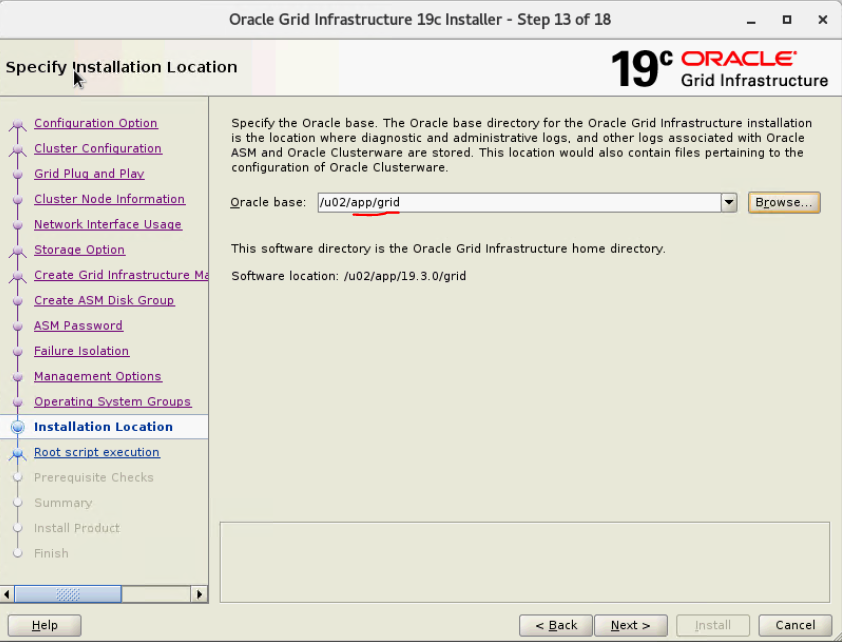 Oracle Grid Infrastructure 19c Installer - Step 13 of 18
Specify Installation Location
19c ORACLE
Grid Infrastructure
Configuration Option
Cluster Configuration
Grid Plug and Play
Cluster Node Information
Network Interface Usage
Storage Option
Create Grid Infrastructure Ma
Create ASM Disk Group
ASM Password
Failure Isolation
Management Options
Operating System Groups
Installation Location
Root script execution
Prerequisite Checks
Summary
Install Product
Finish
Specify the Oracle base. The Oracle base directory for the Oracle Grid Infrastructure installation
is the location where diagnostic and administrative logs, and other logs associated with Oracle
ASM and Oracle Clusterware are stored. This location would also contain files pertaining to the
configuration of Oracle Clusterware.
Oracle base: /u02/app/grid Browse...
This software directory is the Oracle Grid Infrastructure home directory.
Software location: /u02/app/19.3.0/grid
Help < Back Next > Install Cancel